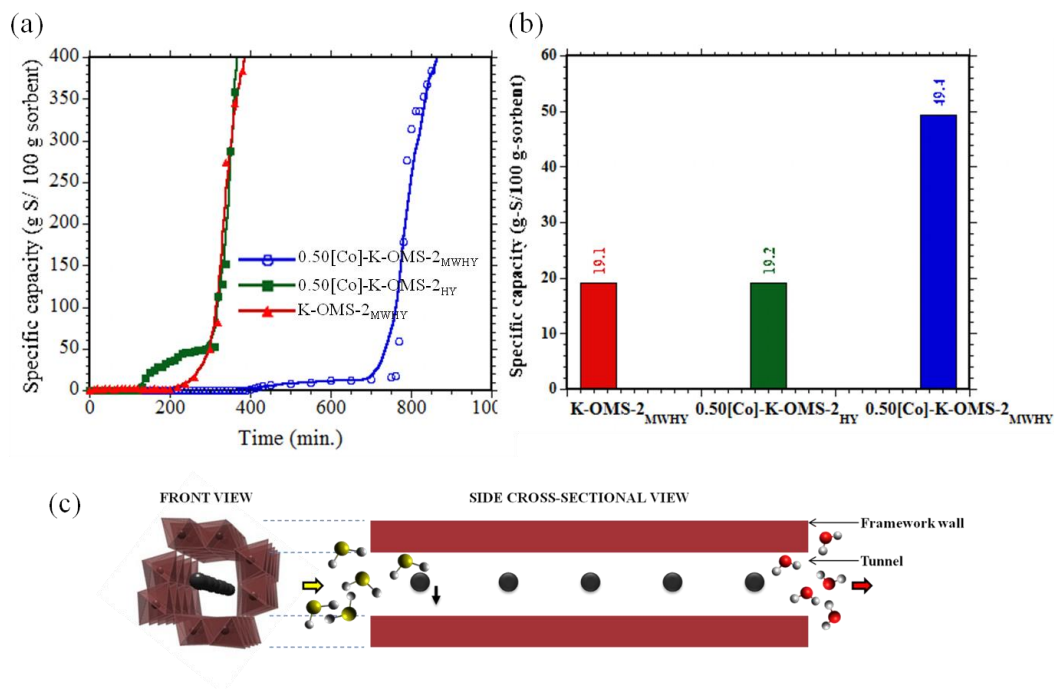 (a)
Specific capacity (g S/ 100 g sorbent)
400
350
300
250
200
150
100
50
0
0.50[Co]-K-OMS-2MWHY
0.50[Co]-K-OMS-2HY
K-OMS-2MWHY
0 200 400 600 800 100
Time (min.)
(b)
Specific capacity (g-S/100 g-sorbent)
60
50
40
30
20
10
0
19.1
19.2
49.4
K-OMS-2MWHY 0.50[Co]-K-OMS-2HY 0.50[Co]-K-OMS-2MWHY
(c)
FRONT VIEW
SIDE CROSS-SECTIONAL VIEW
Framework wall
Tunnel